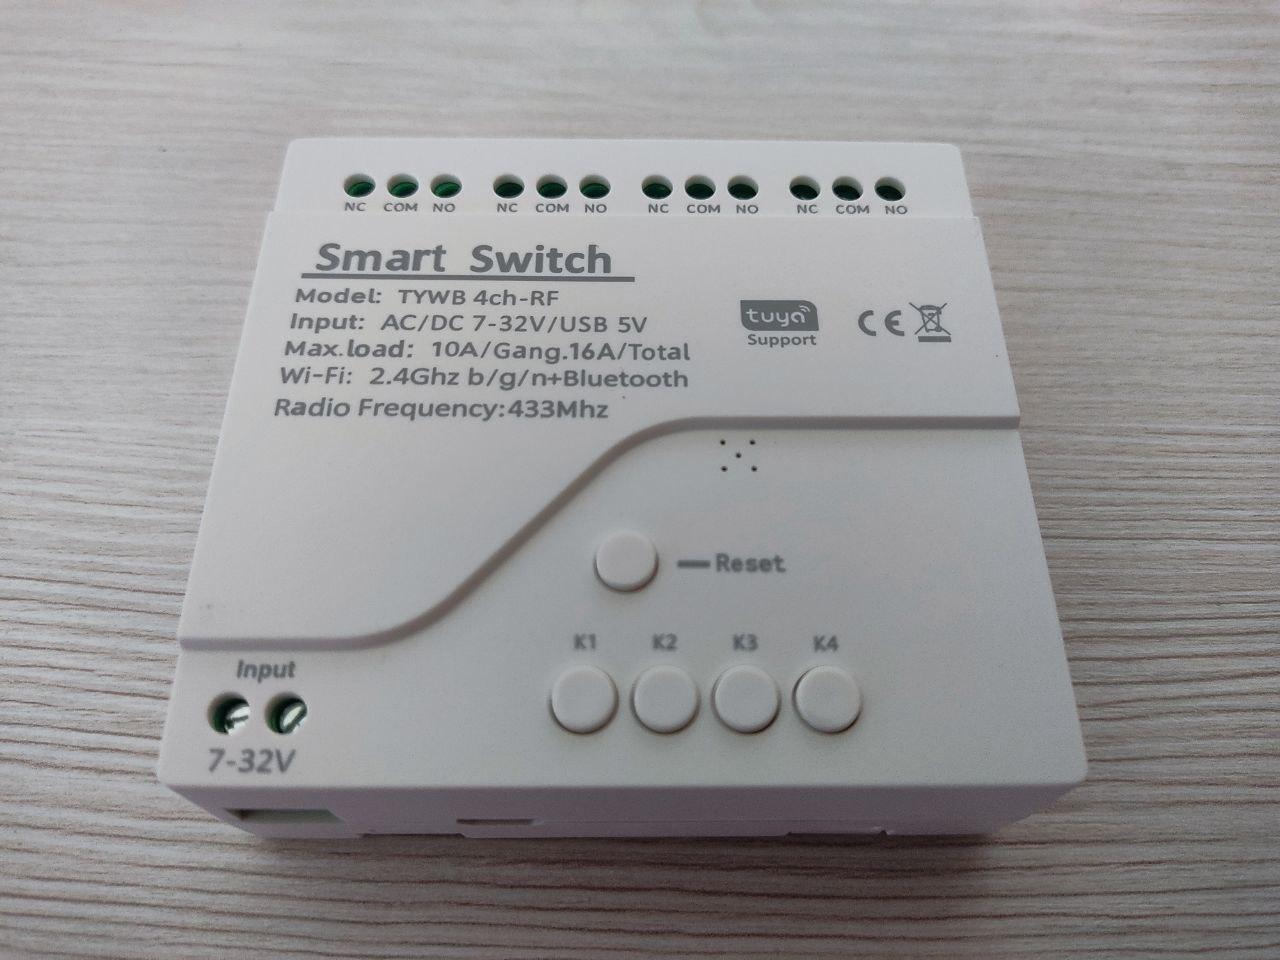 NC COM NO NC COM NO NC COM NO NC COM NO
Smart Switch
Model: TYWB 4ch-RF
Input: AC/DC 7-32V/USB 5V
Max.load: 10A/Gang.16A/Total
Wi-Fi: 2.4Ghz b/g/n+Bluetooth
Radio Frequency:433Mhz
tuya
Support
CE
Reset
K1 K2 K3 K4
Input
7-32V